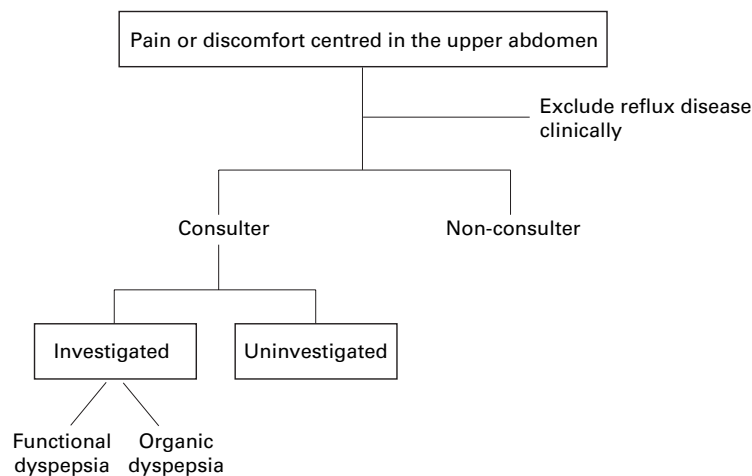 Pain or discomfort centred in the upper abdomen
Exclude reflux disease
clinically
Consulter
Non-consulter
Investigated
Uninvestigated
Functional
dyspepsia
Organic
dyspepsia